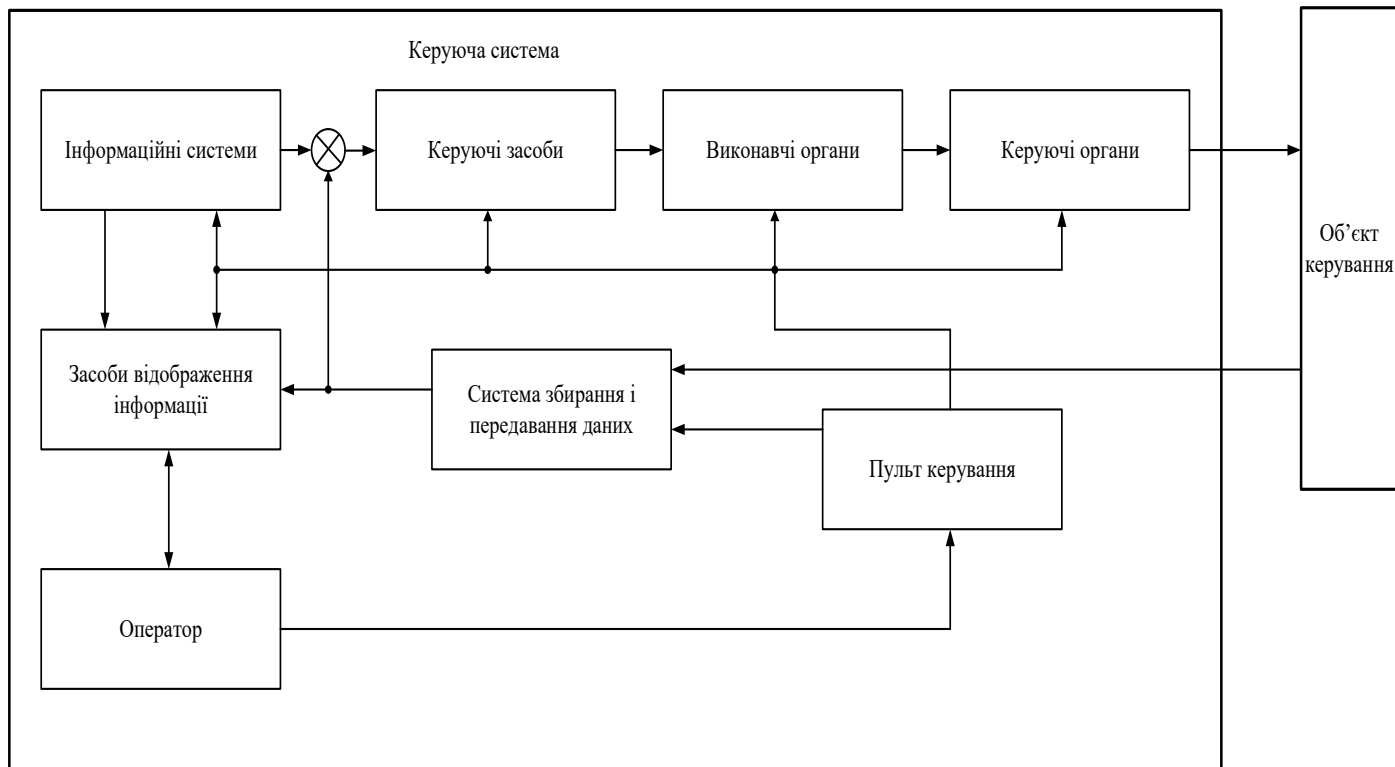 Керуюча система
Інформаційні системи
Керуючі засоби
Виконавчі органи
Керуючі органи
Об’єкт
керування
Засоби відображення
інформації
Система збирання і
передавання даних
Пульт керування
Оператор